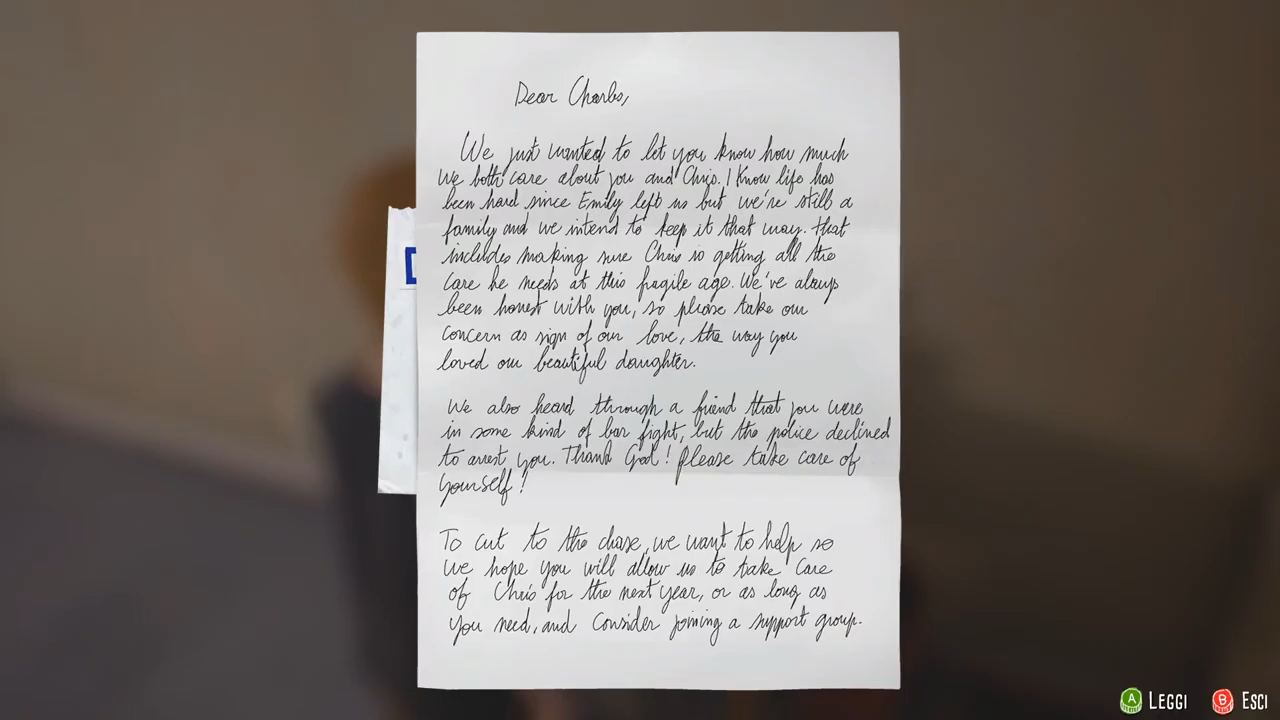 Dear Charles,
We just wanted to let you know how much
we both care about you and Chris. I Know life has
been hard since Emily left us but we're still a
family and we intend to keep it that way. That
includes making sure Chris is getting all the
care he needs at this fragile age. We've always
been honest with you, so please take our
concern as sign of our love, the way you
loved our beautiful daughter.
We also heard through a friend that you were
in some kind of bar fight, but the police declined
to arrest you. Thank God! please take care of
yourself!
To cut to the chase, we want to help so
we hope you will allow us to take care
of Chris for the next year, or as long as
you need, and consider joining a support group.
A LEGGI B ESCI